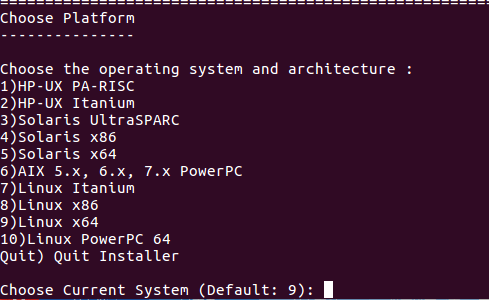 ================================================================
Choose Platform
---------------
Choose the operating system and architecture :
1)HP-UX PA-RISC
2)HP-UX Itanium
3)Solaris UltraSPARC
4)Solaris x86
5)Solaris x64
6)AIX 5.x, 6.x, 7.x PowerPC
7)Linux Itanium
8)Linux x86
9)Linux x64
10)Linux PowerPC 64
Quit) Quit Installer
Choose Current System (Default: 9):